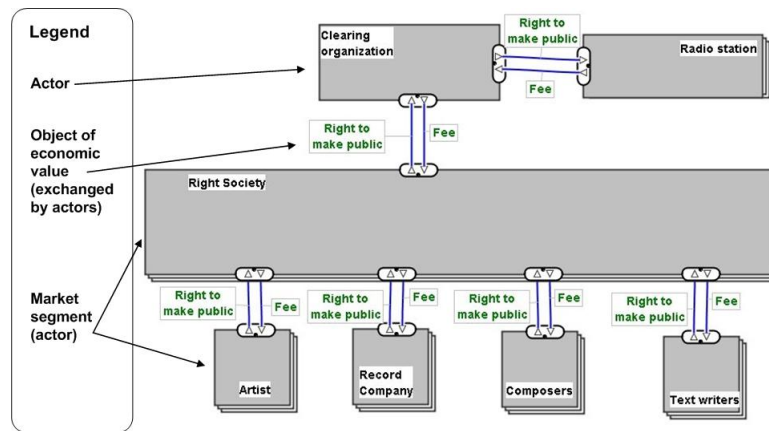 Legend
Actor
Object of
economic
value
(exchanged
by actors)
Market
segment
(actor)
Clearing
organization
Right to
make public
Fee
Radio station
Right to
make public
Fee
Right Society
Right to
make public
Fee
Right to
make public
Fee
Right to
make public
Fee
Right to
make public
Fee
Artist
Record
Company
Composers
Text writers